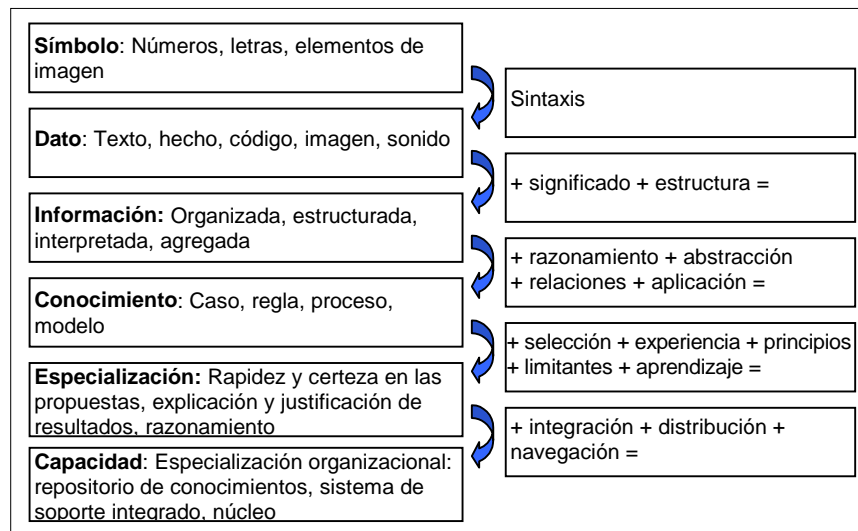 Símbolo: Números, letras, elementos de
imagen
Sintaxis
Dato: Texto, hecho, código, imagen, sonido
+ significado + estructura =
Información: Organizada, estructurada,
interpretada, agregada
+ razonamiento + abstracción
+ relaciones + aplicación =
Conocimiento: Caso, regla, proceso,
modelo
+ selección + experiencia + principios
+ limitantes + aprendizaje =
Especialización: Rapidez y certeza en las
propuestas, explicación y justificación de
resultados, razonamiento
+ integración + distribución +
navegación =
Capacidad: Especialización organizacional:
repositorio de conocimientos, sistema de
soporte integrado, núcleo